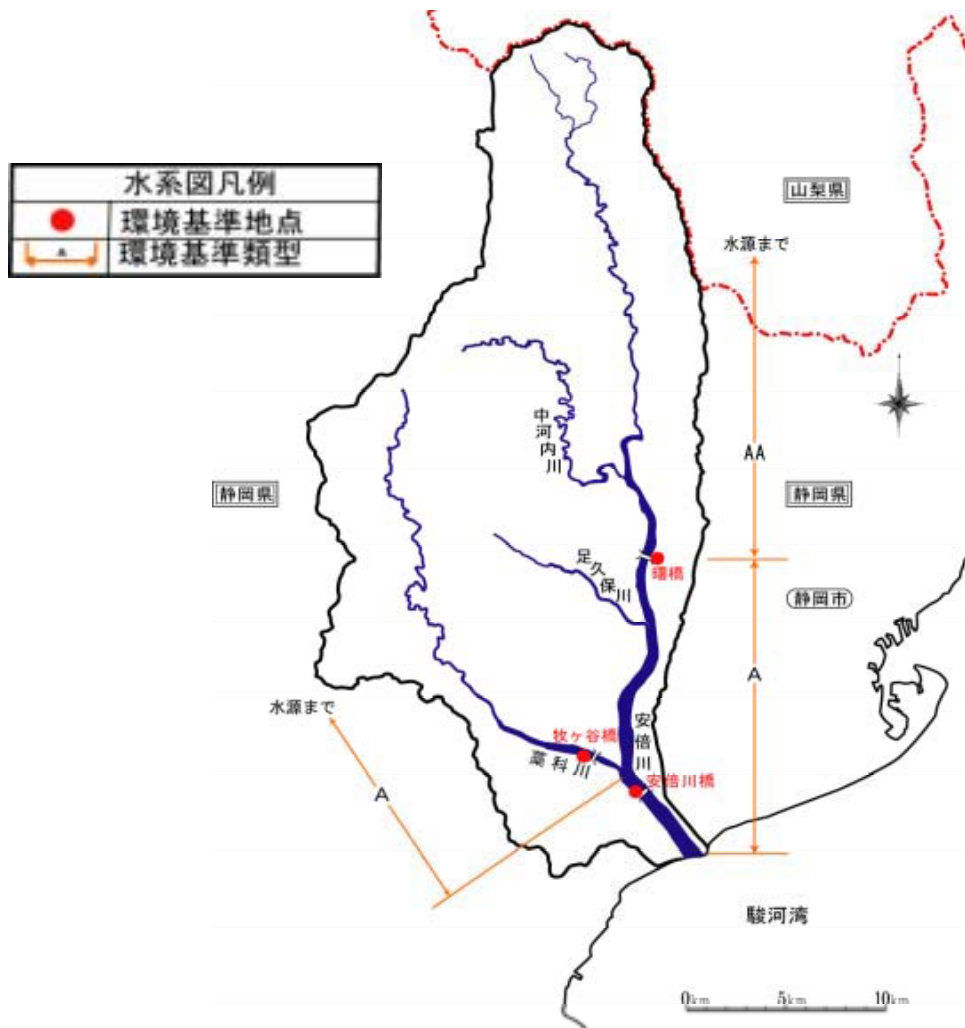 水系図凡例
環境基準地点
A
環境基準類型
山梨県
水源まで
中河内川
AA
静岡県
静岡県
足久保川
曙橋
静岡市
A
水源まで
牧ヶ谷橋
安倍川
藁科川
安倍川橋
A
駿河湾
0km 5km 10km